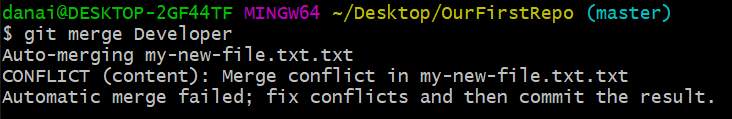 danai@DESKTOP-2GF44TF MINGW64 ~/Desktop/OurFirstRepo (master)
$ git merge Developer
Auto-merging my-new-file.txt.txt
CONFLICT (content): Merge conflict in my-new-file.txt.txt
Automatic merge failed; fix conflicts and then commit the result.